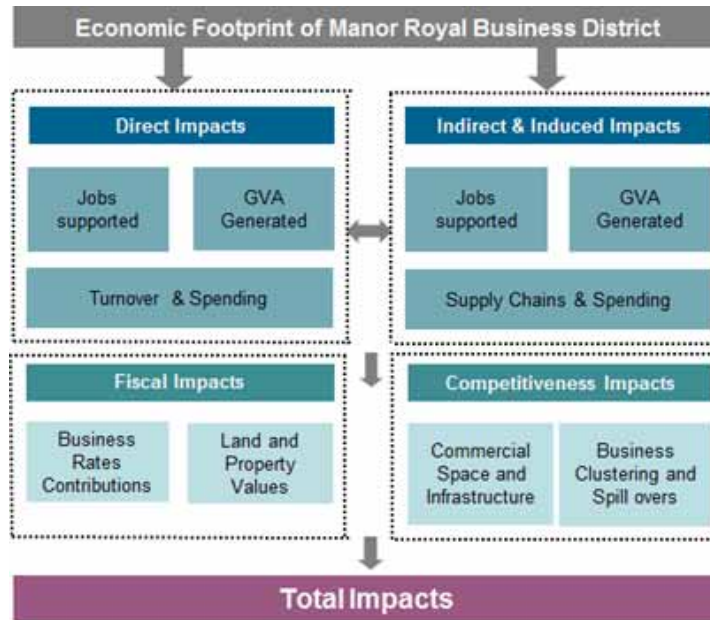 Economic Footprint of Manor Royal Business District
Direct Impacts
Jobs
supported
GVA
Generated
Turnover & Spending
Indirect & Induced Impacts
Jobs
supported
GVA
Generated
Supply Chains & Spending
Fiscal Impacts
Business
Rates
Contributions
Land and
Property
Values
Competitiveness Impacts
Commercial
Space and
Infrastructure
Business
Clustering and
Spill overs
Total Impacts